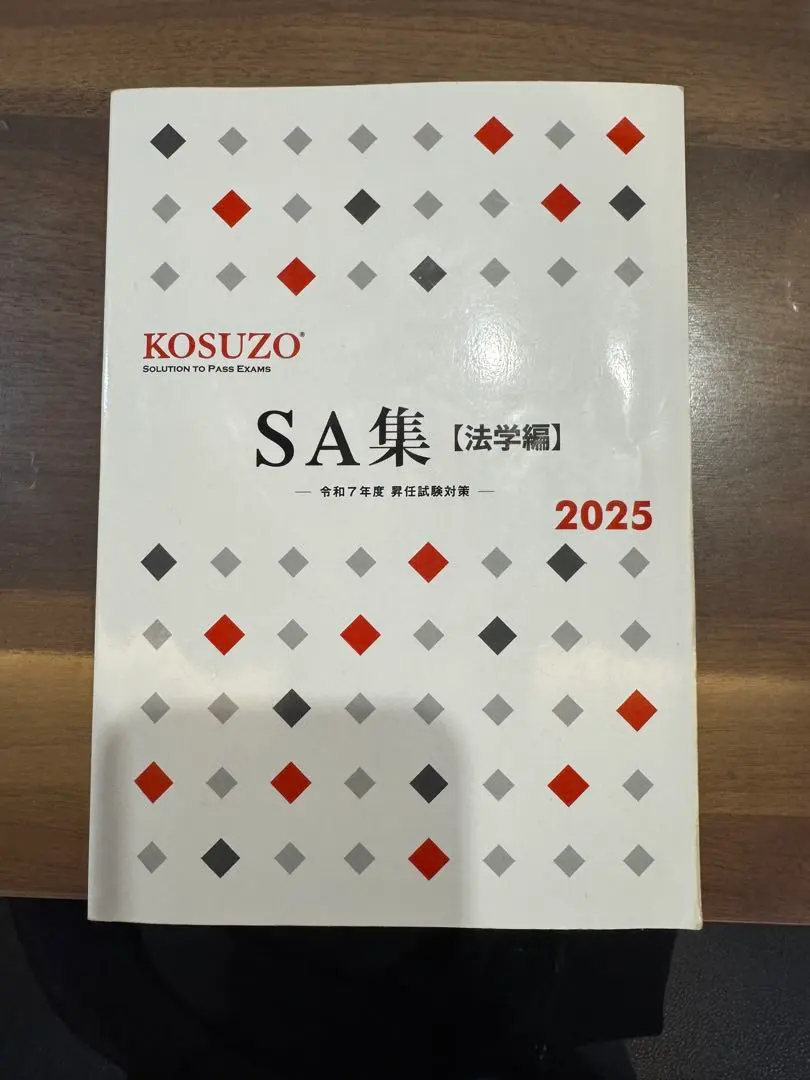 KOSUZO®
SOLUTION TO PASS EXAMS
SA集【法学編】
— 令和7年度 昇任試験対策 —
2025